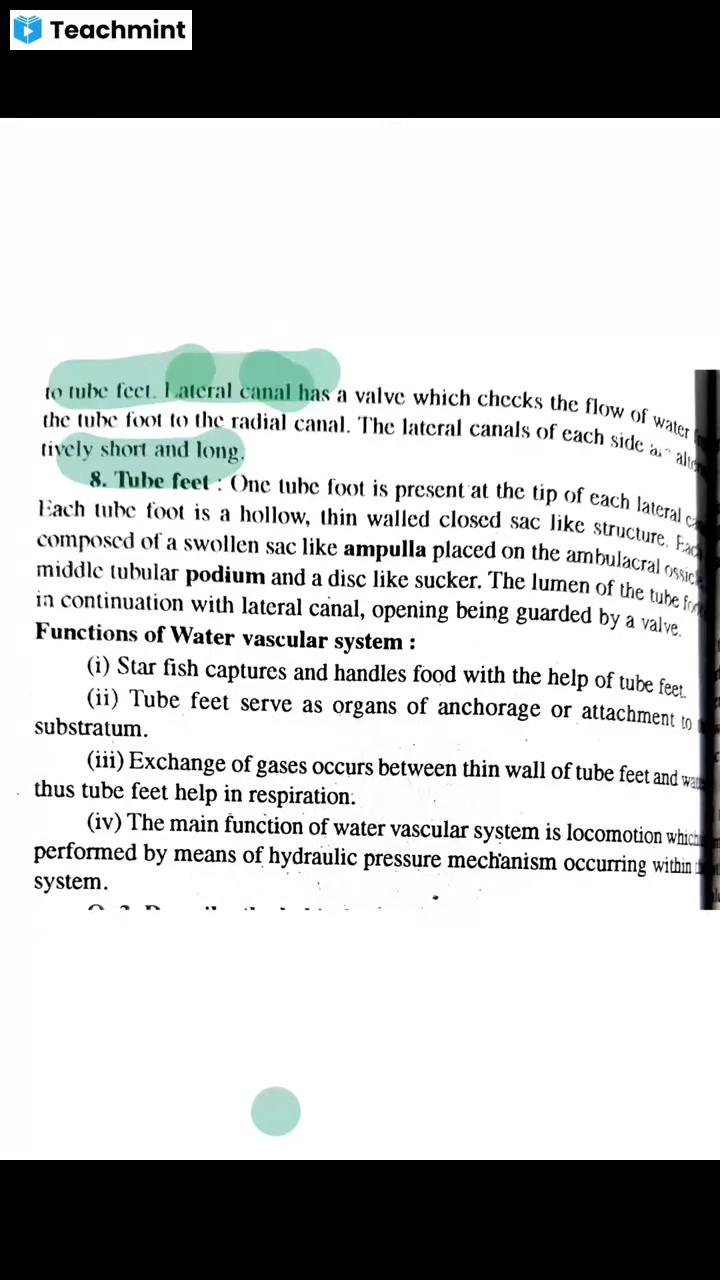 Teachmint
to tube feet. Lateral canal has a valve which checks the flow of water
the tube foot to the radial canal. The lateral canals of each side
tively short and long.
8. Tube feet : One tube foot is present at the tip of each lateral
Each tube foot is a hollow, thin walled closed sac like structure.
composed of a swollen sac like ampulla placed on the ambulacral
middle tubular podium and a disc like sucker. The lumen of the tube
in continuation with lateral canal, opening being guarded by a valve.
Functions of Water vascular system :
(i) Star fish captures and handles food with the help of tube feet.
(ii) Tube feet serve as organs of anchorage or attachment to
substratum.
(iii) Exchange of gases occurs between thin wall of tube feet and
thus tube feet help in respiration.
(iv) The main function of water vascular system is locomotion
performed by means of hydraulic pressure mechanism occurring within
system.